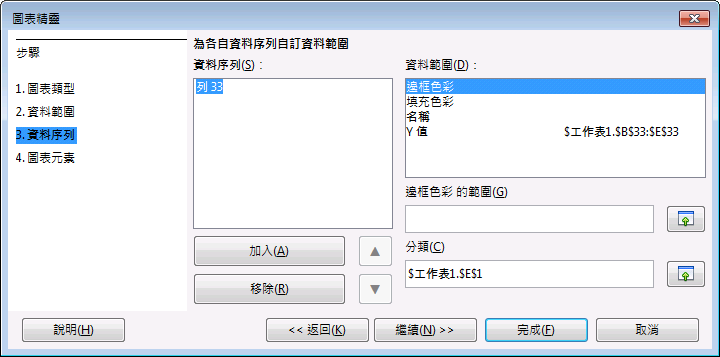 圖表精靈
步驟
1. 圖表類型
2. 資料範圍
3. 資料序列
4. 圖表元素
為各自資料序列自訂資料範圍
資料序列(S)：
列 33
加入(A)
▲
移除(R)
▼
資料範圍(D)：
邊框色彩
填充色彩
名稱
Y 值 $工作表1.$B$33:$E$33
邊框色彩 的範圍(G)
分類(C)
$工作表1.$E$1
說明(H)
<< 返回(K)
繼續(N) >>
完成(F)
取消